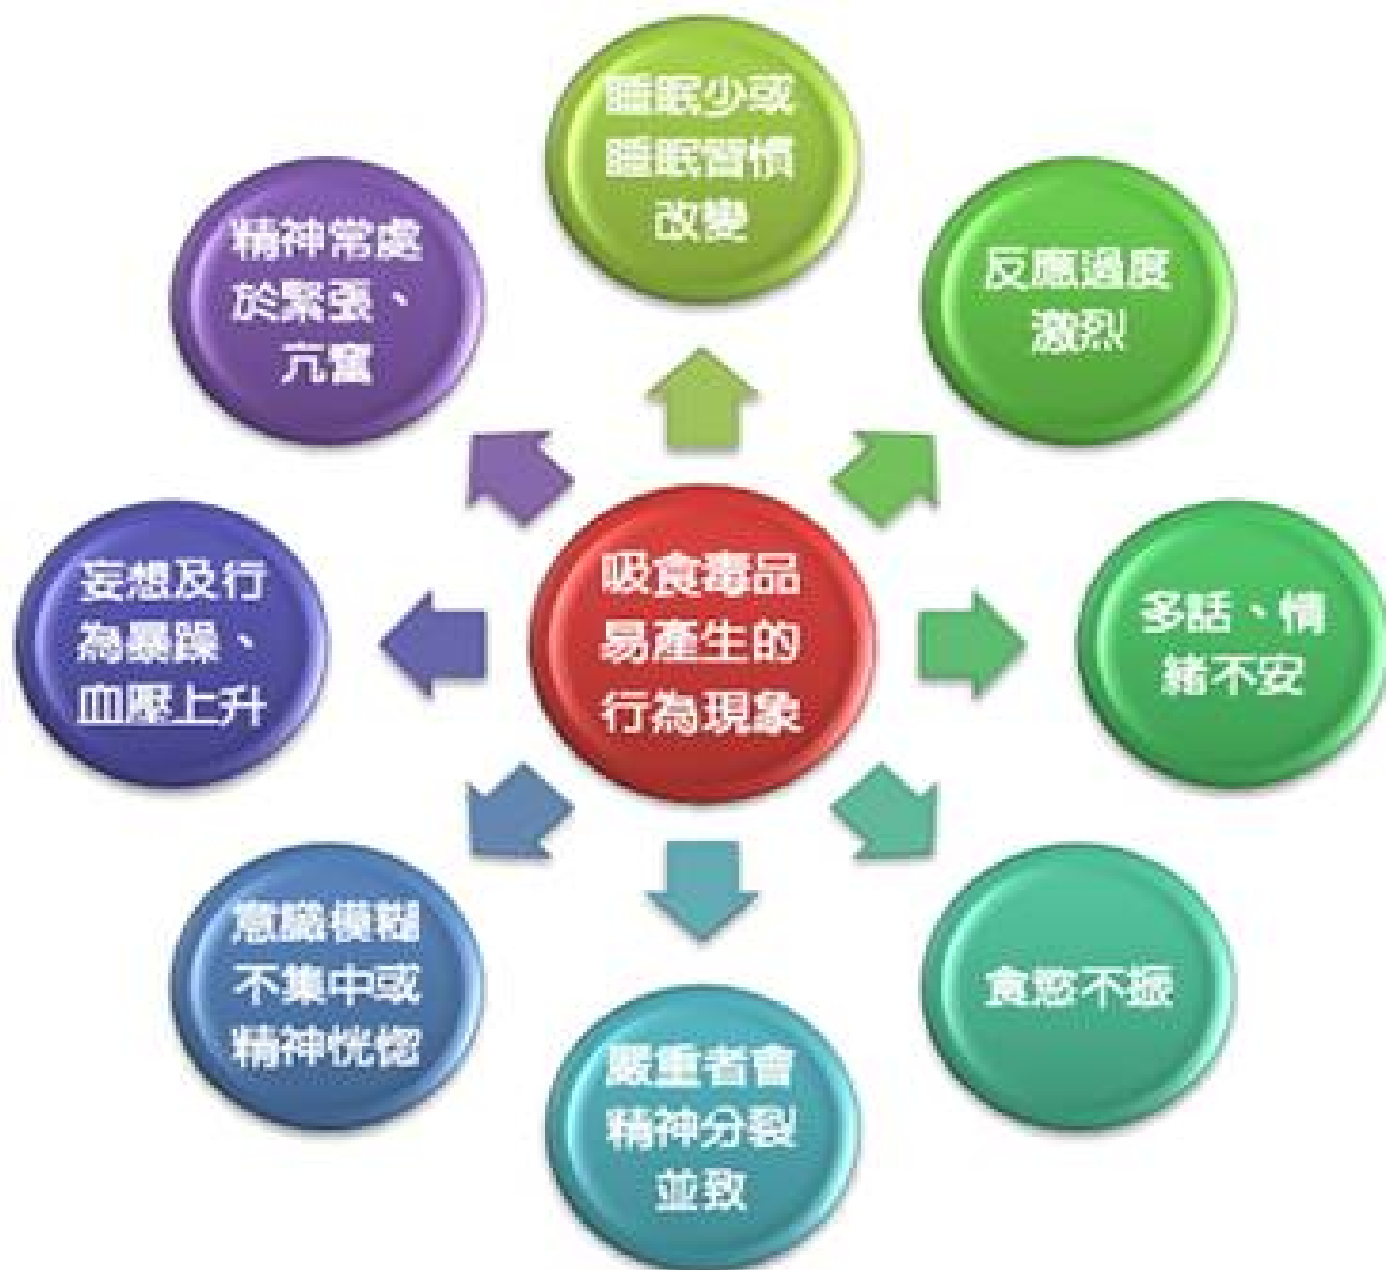 睡眠少或
睡眠習慣
改變
反應過度
激烈
多話、情
緒不安
食慾不振
嚴重者會
精神分裂
並致
意識模糊
不集中或
精神恍惚
妄想及行
為暴躁、
血壓上升
精神常處
於緊張、
亢奮
吸食毒品
易產生的
行為現象